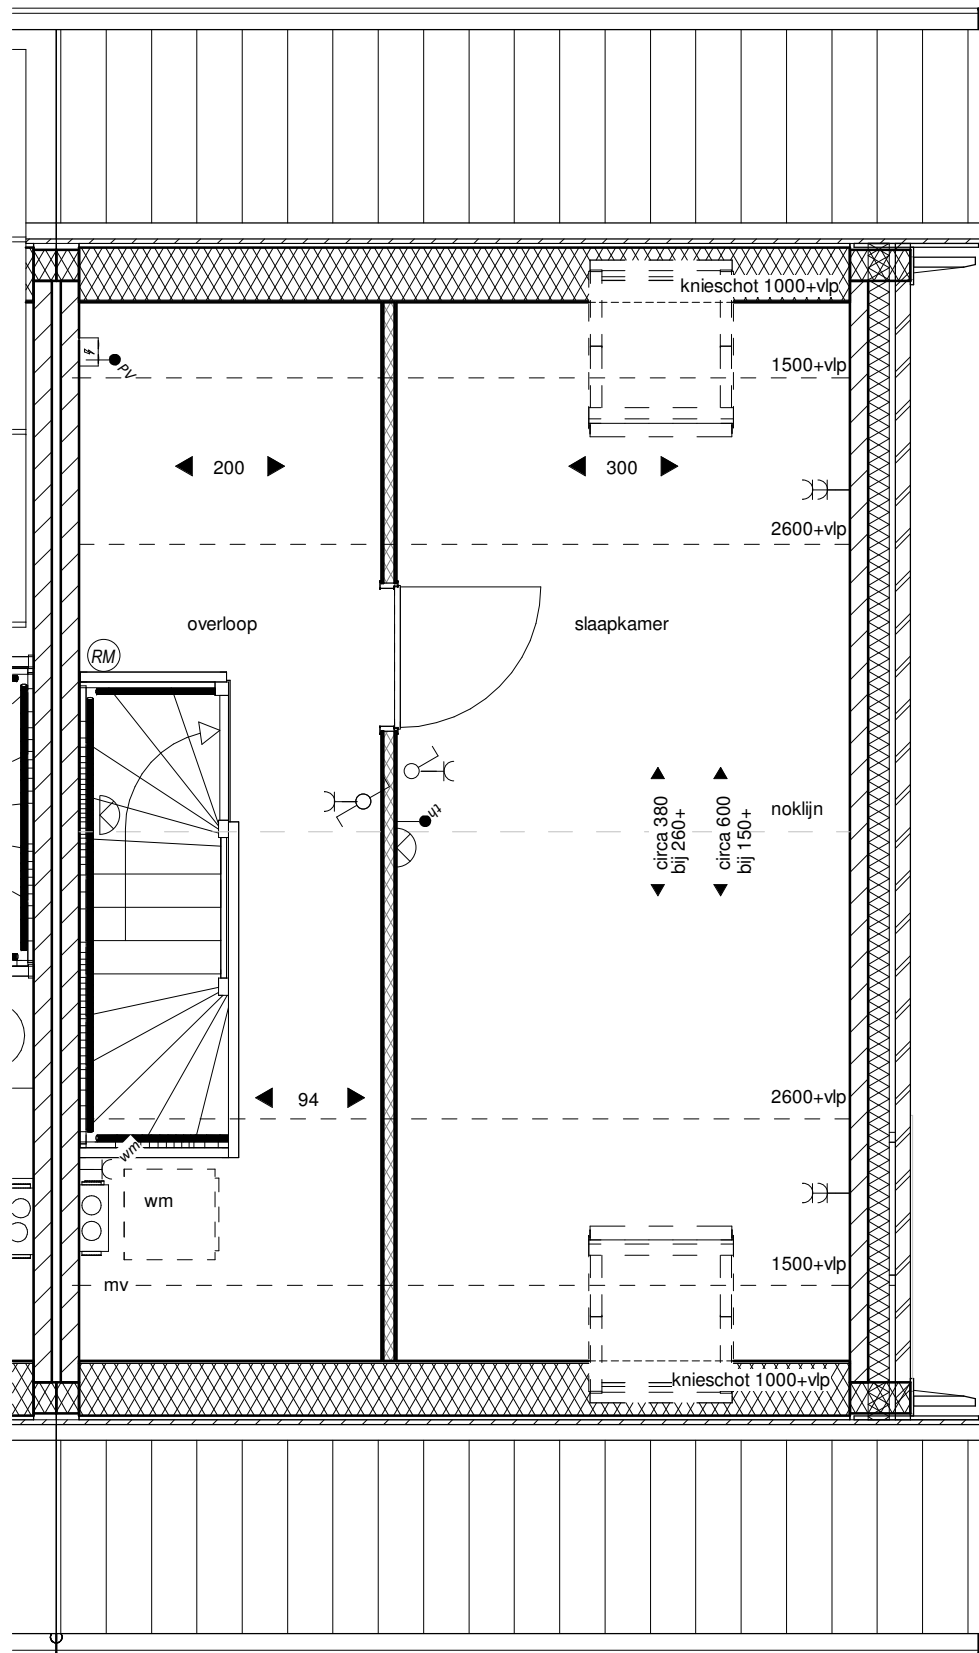 knieschot 1000+vlp
PV
1500+vlp
200
300
2600+vlp
overloop
slaapkamer
RM
noklijn
circa 380
bij 260+
circa 600
bij 150+
th
94
2600+vlp
wm
wm
1500+vlp
mv
knieschot 1000+vlp